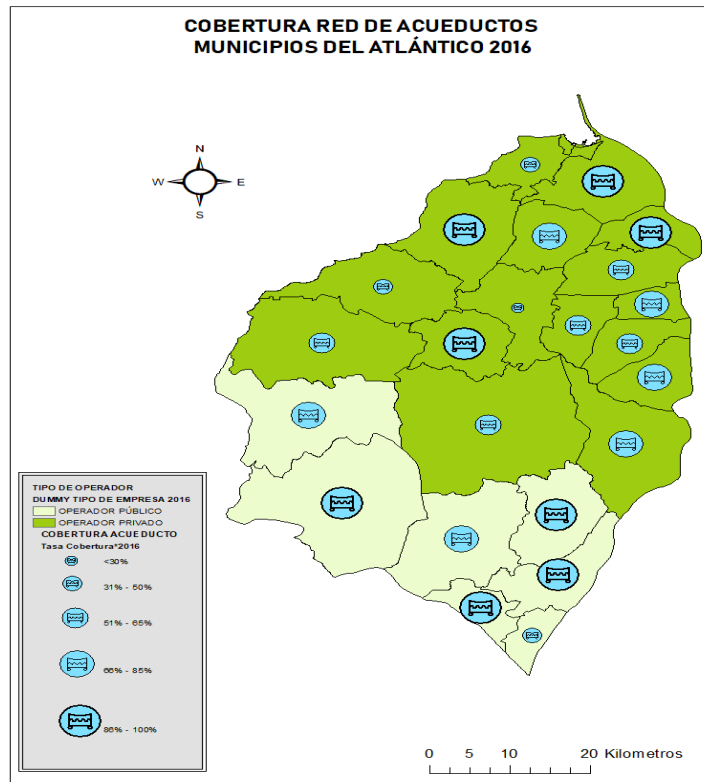 COBERTURA RED DE ACUEDUCTOS
MUNICIPIOS DEL ATLÁNTICO 2016
N
W E
S
TIPO DE OPERADOR
DUMMY TIPO DE EMPRESA 2016
OPERADOR PÚBLICO
OPERADOR PRIVADO
COBERTURA ACUEDUCTO
Tasa Cobertura*2016
<30%
31% - 50%
51% - 65%
66% - 85%
86% - 100%
0 5 10 20 Kilometros